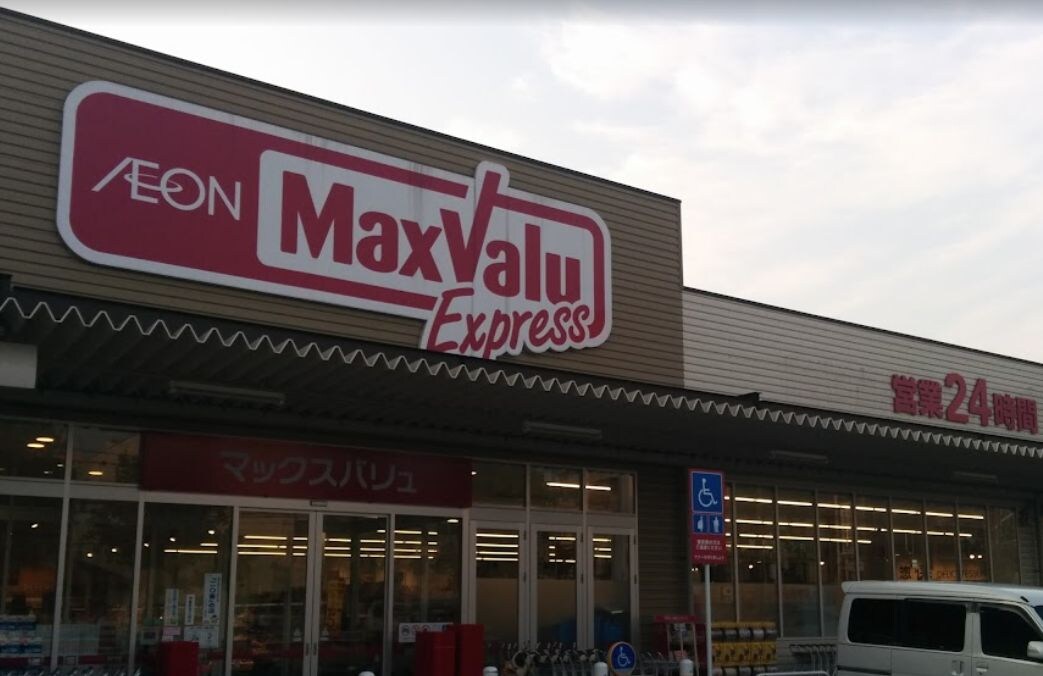 ÆON
MaxValu
Express
営業24時間
マックスバリュ